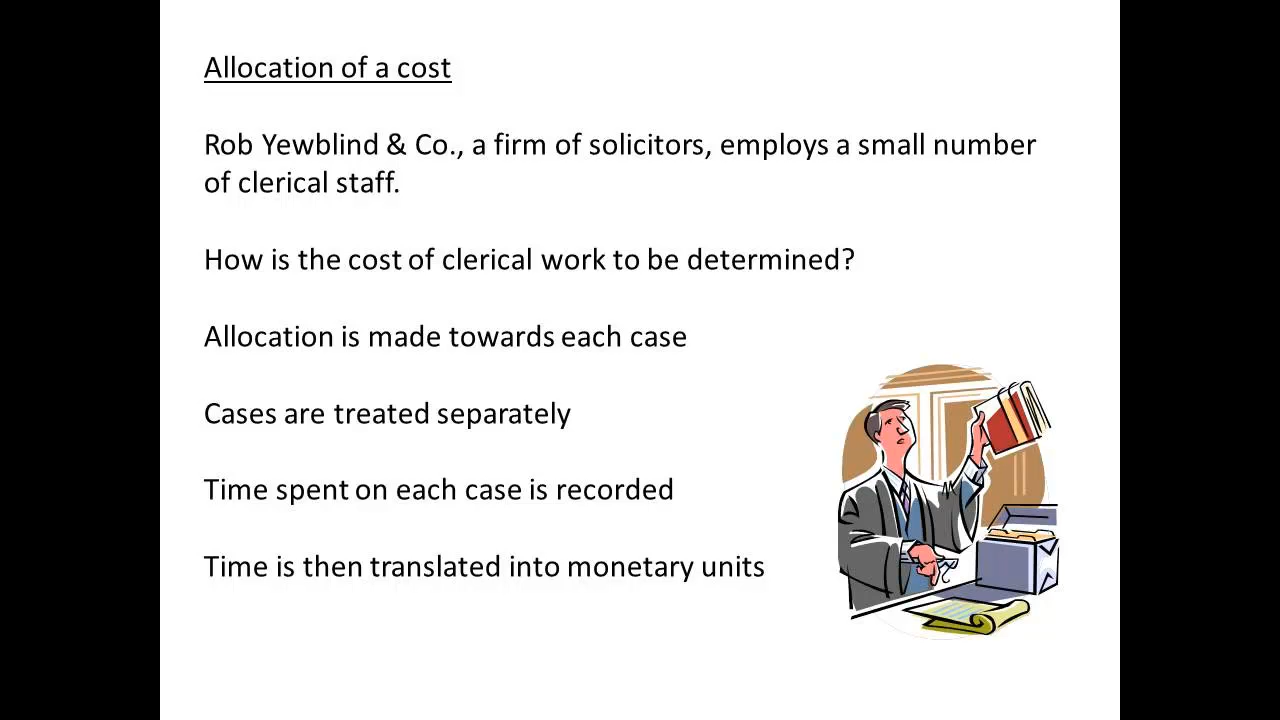 Allocation of a cost
Rob Yewblind & Co., a firm of solicitors, employs a small number
of clerical staff.
How is the cost of clerical work to be determined?
Allocation is made towards each case
Cases are treated separately
Time spent on each case is recorded
Time is then translated into monetary units